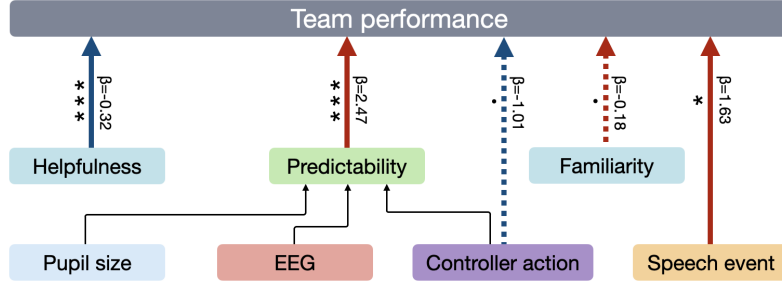 Team performance
β=-0.32
***
β=2.47
***
β=-1.01
.
β=-0.18
.
β=1.63
*
Helpfulness
Predictability
Familiarity
Pupil size
EEG
Controller action
Speech event